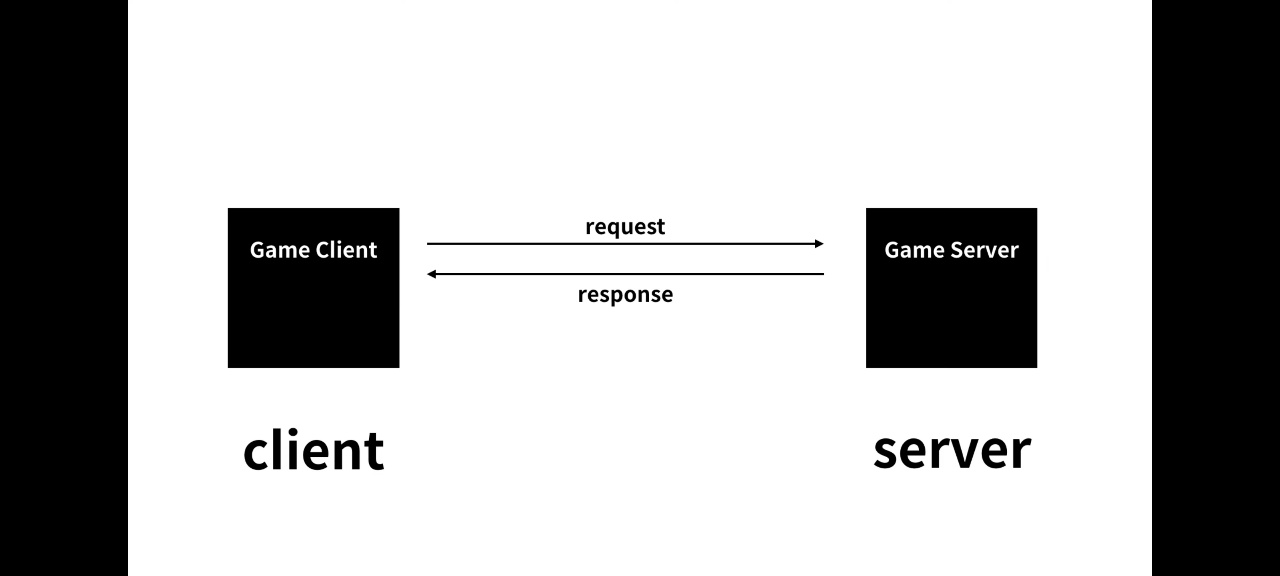 request
Game Client
Game Server
response
client
server